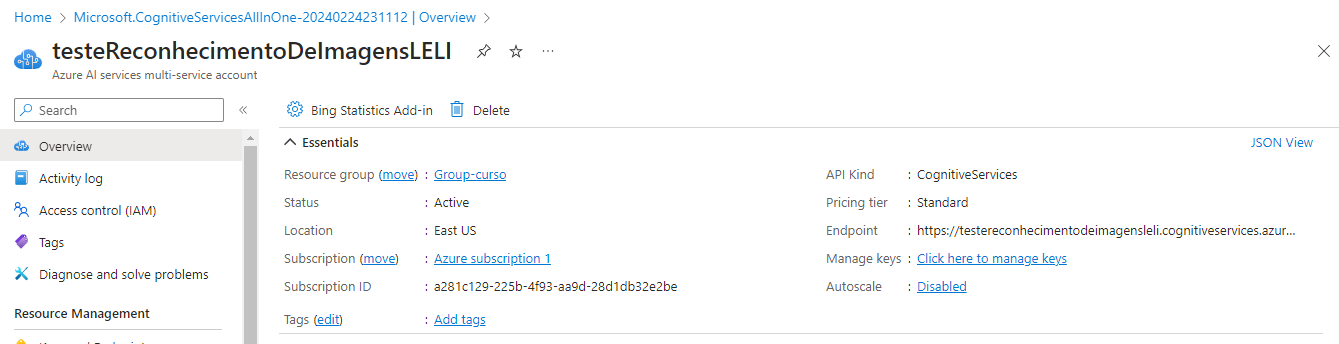 Home > Microsoft.CognitiveServicesAllInOne-20240224231112 | Overview >
testeReconhecimentoDeImagensLELI
Azure AI services multi-service account
Search
Overview
Activity log
Access control (IAM)
Tags
Diagnose and solve problems
Resource Management
Bing Statistics Add-in Delete
Essentials JSON View
Resource group (move) : Group-curso
Status : Active
Location : East US
Subscription (move) : Azure subscription 1
Subscription ID : a281c129-225b-4f93-aa9d-28d1db32e2be
Tags (edit) : Add tags
API Kind : CognitiveServices
Pricing tier : Standard
Endpoint : https://testereconhecimentodeimagensleli.cognitiveservices.azur...
Manage keys : Click here to manage keys
Autoscale : Disabled